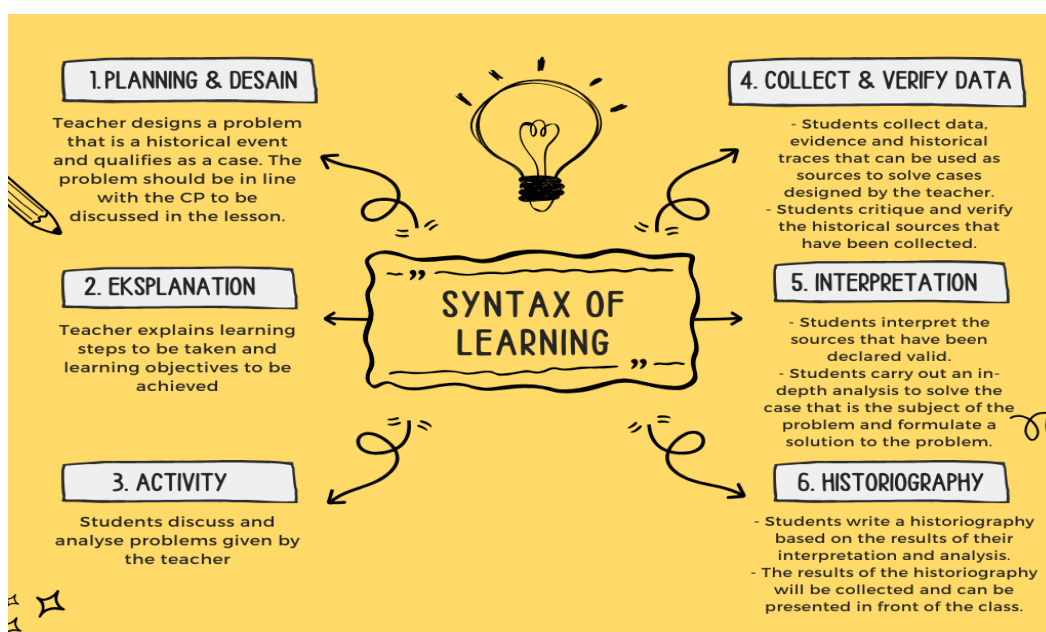 1.PLANNING & DESAIN
Teacher designs a problem
that is a historical event
and qualifies as a case. The
problem should be in line
with the CP to be
discussed in the lesson.
2. EKSPLANATION
Teacher explains learning
steps to be taken and
learning objectives to be
achieved
3. ACTIVITY
Students discuss and
analyse problems given by
the teacher
SYNTAX OF
LEARNING
4. COLLECT & VERIFY DATA
- Students collect data,
evidence and historical
traces that can be used as
sources to solve cases
designed by the teacher.
- Students critique and verify
the historical sources that
have been collected.
5. INTERPRETATION
- Students interpret the
sources that have been
declared valid.
- Students carry out an in-
depth analysis to solve the
case that is the subject of the
problem and formulate a
solution to the problem.
6. HISTORIOGRAPHY
- Students write a historiography
based on the results of their
interpretation and analysis.
- The results of the historiography
will be collected and can be
presented in front of the class.